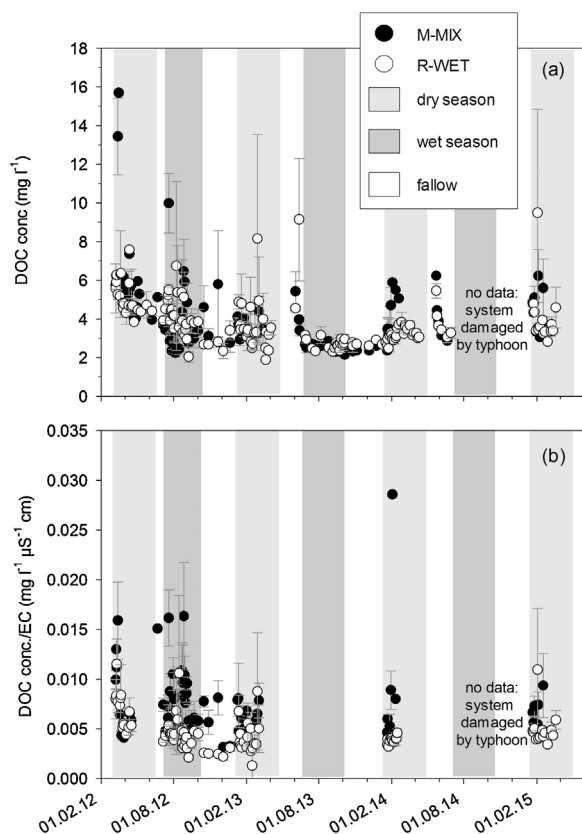 M-MIX
R-WET
dry season
wet season
fallow
(a)
18
16
14
12
10
8
6
4
2
0
DOC conc (mg l⁻¹)
no data:
system
damaged
by typhoon
(b)
0.035
0.030
0.025
0.020
0.015
0.010
0.005
0.000
DOC conc./EC (mg l⁻¹ µS⁻¹ cm)
no data:
system
damaged
by typhoon
01.02.12
01.08.12
01.02.13
01.08.13
01.02.14
01.08.14
01.02.15